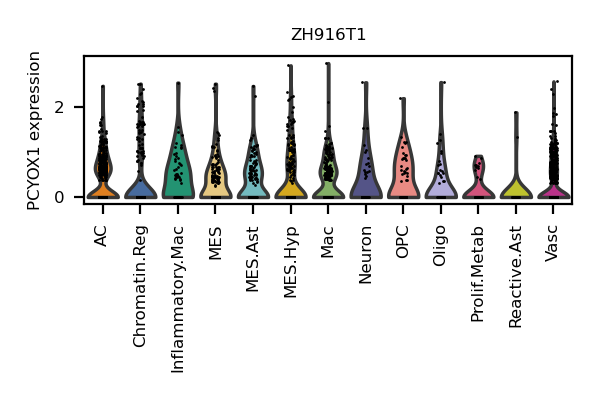 ZH916T1
PCYOX1 expression
2
0
AC
Chromatin.Reg
Inflammatory.Mac
MES
MES.Ast
MES.Hyp
Mac
Neuron
OPC
Oligo
Prolif.Metab
Reactive.Ast
Vasc